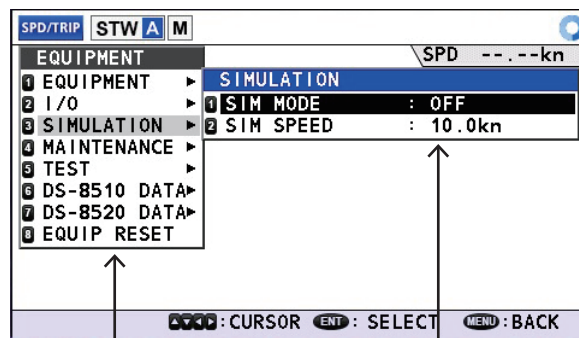 SPD/TRIP STW A M
EQUIPMENT SPD --.--kn
1 EQUIPMENT ▶ SIMULATION
2 I/O ▶ 1 SIM MODE : OFF
3 SIMULATION ▶ 2 SIM SPEED : 10.0kn
4 MAINTENANCE ▶
5 TEST ▶
6 DS-8510 DATA▶
7 DS-8520 DATA▶
8 EQUIP RESET
▲▼◀▶:CURSOR ENT: SELECT MENU:BACK